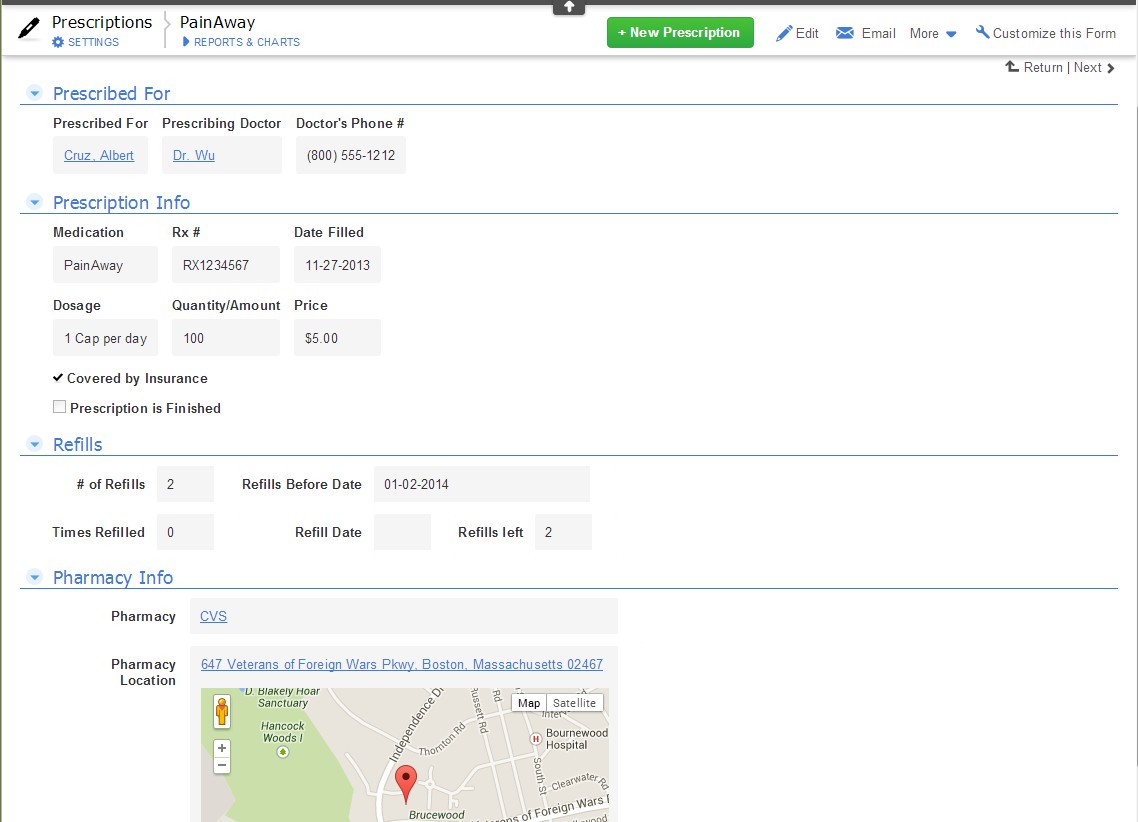 Prescriptions
SETTINGS
PainAway
REPORTS & CHARTS
+ New Prescription
Edit
Email
More
Customize this Form
Return | Next
Prescribed For
Prescribed For Prescribing Doctor Doctor's Phone #
Cruz, Albert Dr. Wu (800) 555-1212
Prescription Info
Medication Rx # Date Filled
PainAway RX1234567 11-27-2013
Dosage Quantity/Amount Price
1 Cap per day 100 $5.00
Covered by Insurance
Prescription is Finished
Refills
# of Refills 2 Refills Before Date 01-02-2014
Times Refilled 0 Refill Date Refills left 2
Pharmacy Info
Pharmacy CVS
Pharmacy
Location
647 Veterans of Foreign Wars Pkwy, Boston, Massachusetts 02467
D. Blakely Hoar
Sanctuary
Hancock
Woods I
+
−
Independence Dr
Thornton Rd
Russett Rd
Rd
Map Satellite
H
Bournewood
Hospital
South St
Clearwater Rd
Brucewood
of Foreign Wars